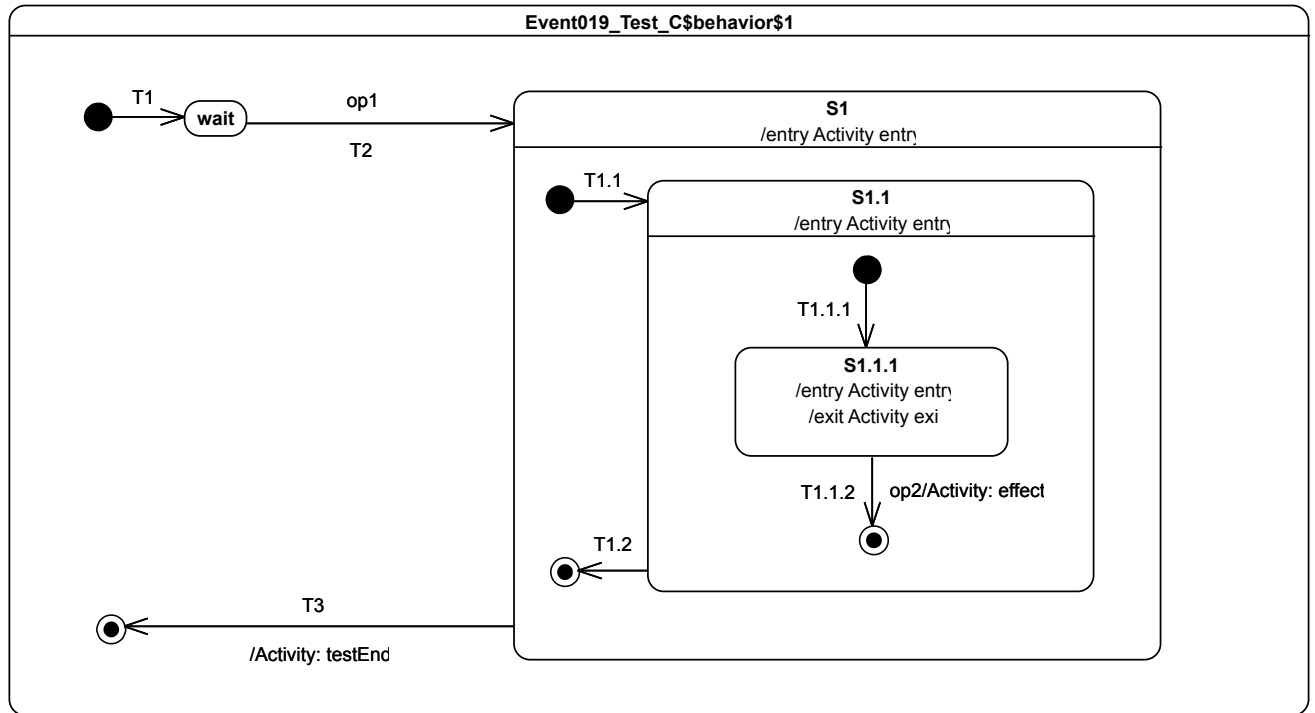 Event019_Test_C$behavior$1
T1
wait
op1
T2
S1
/entry Activity entry
T1.1
S1.1
/entry Activity entry
T1.1.1
S1.1.1
/entry Activity entry
/exit Activity exi
T1.1.2
op2/Activity: effect
T1.2
T3
/Activity: testEnd